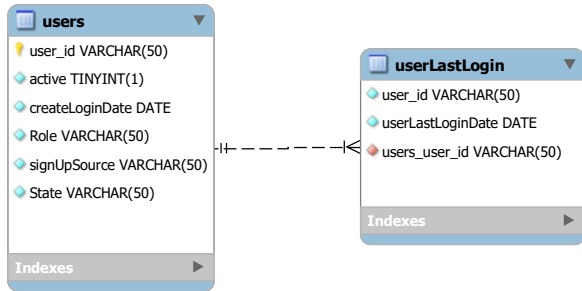 users
user_id VARCHAR(50)
active TINYINT(1)
createLoginDate DATE
Role VARCHAR(50)
signUpSource VARCHAR(50)
State VARCHAR(50)
Indexes
userLastLogin
user_id VARCHAR(50)
userLastLoginDate DATE
users_user_id VARCHAR(50)
Indexes